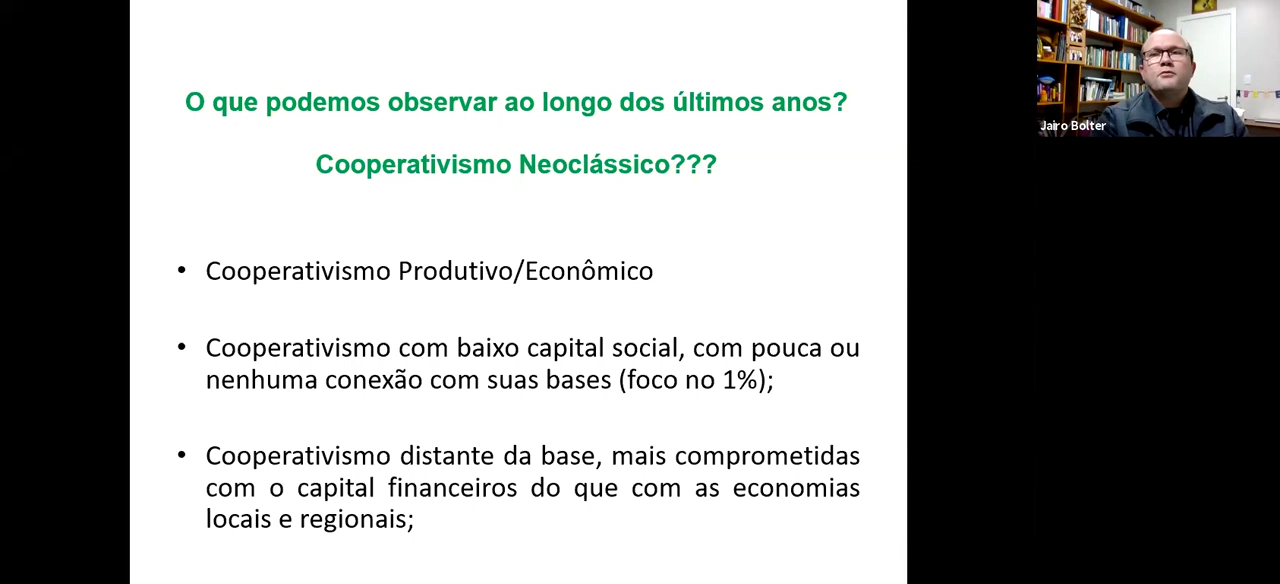 O que podemos observar ao longo dos últimos anos?
Cooperativismo Neoclássico???
• Cooperativismo Produtivo/Econômico
• Cooperativismo com baixo capital social, com pouca ou
nenhuma conexão com suas bases (foco no 1%);
• Cooperativismo distante da base, mais comprometidas
com o capital financeiros do que com as economias
locais e regionais;
Jairo Bolter